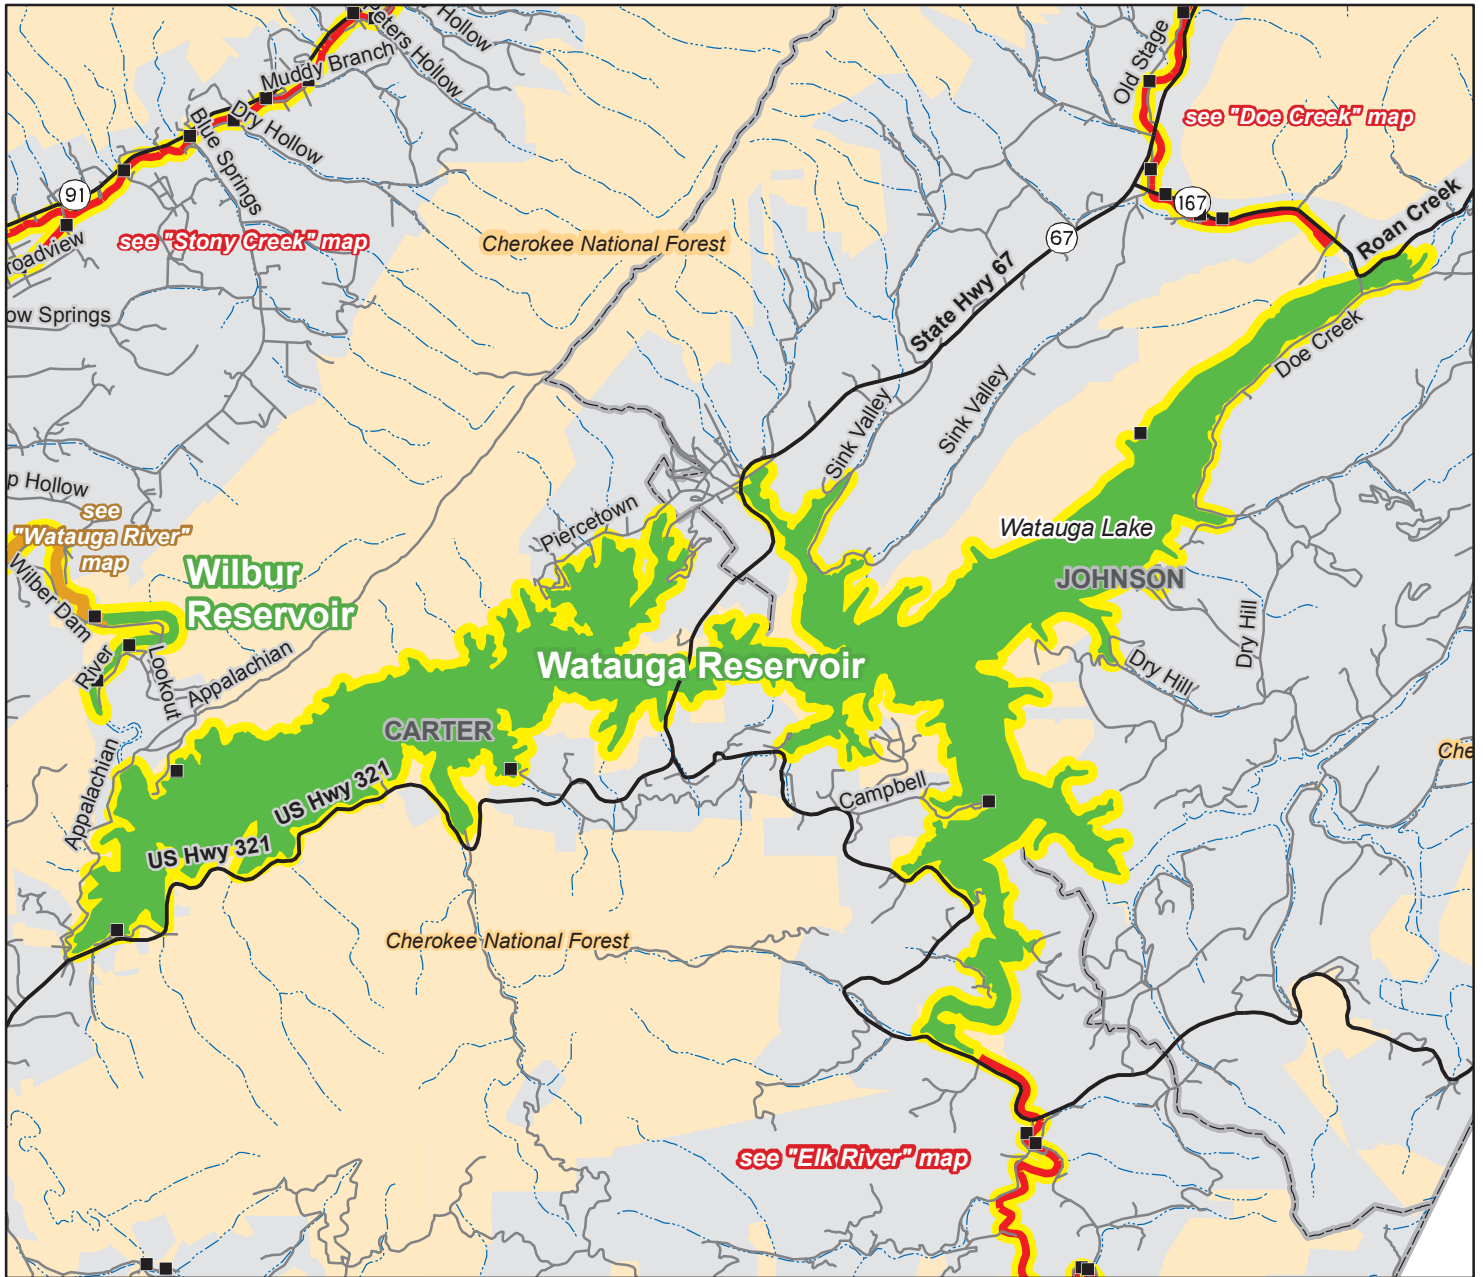 Hollow
Peters Hollow
Muddy Branch
Dry Hollow
Blue Springs
91
roadview
see "Stony Creek" map
Cherokee National Forest
Old Stage
see "Doe Creek" map
167
67
Roan Creek
State Hwy 67
ow Springs
Doe Creek
Sink Valley
Sink Valley
p Hollow
see
"Watauga River"
map
Wilber Dam
Wilbur
Reservoir
River
Lookout
Appalachian
Piercetown
Watauga Lake
JOHNSON
Dry Hill
Dry Hill
Watauga Reservoir
CARTER
Appalachian
US Hwy 321
US Hwy 321
Campbell
Che
Cherokee National Forest
see "Elk River" map